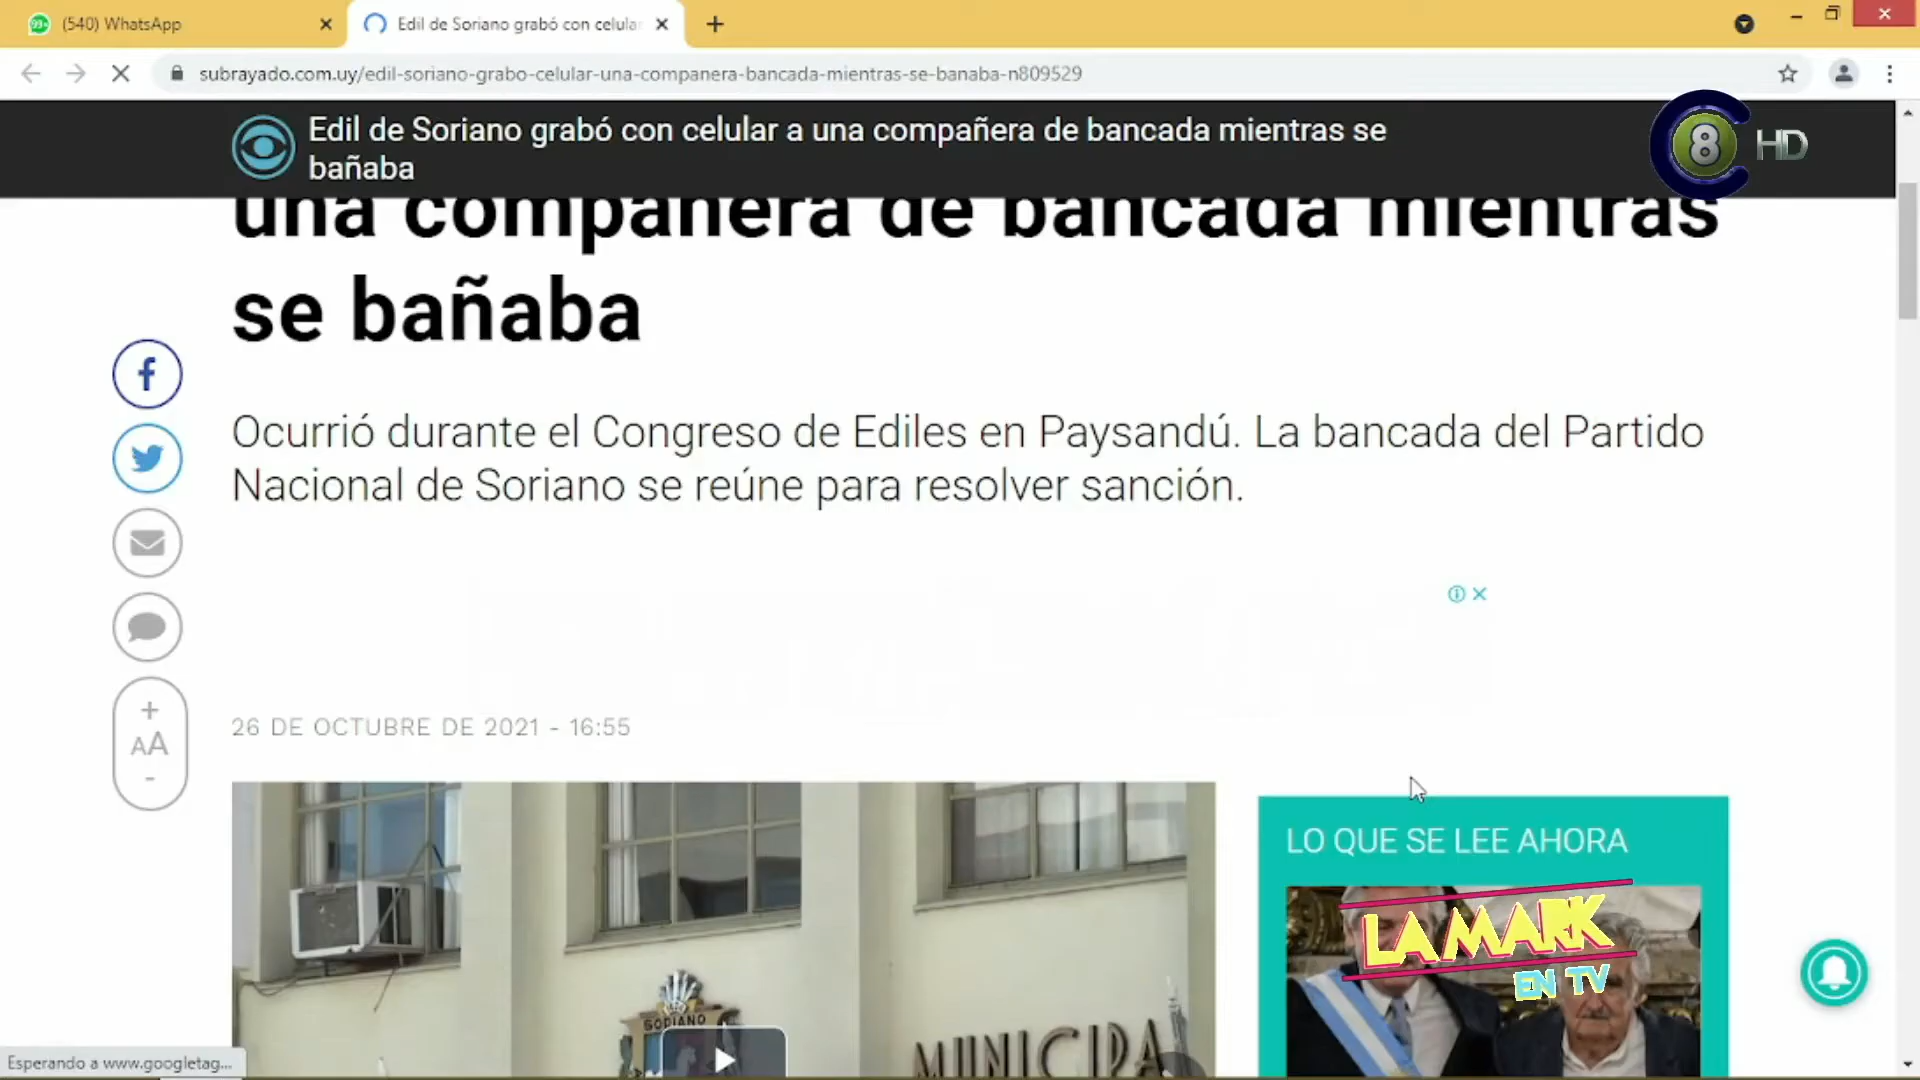 99+ (540) WhatsApp
Edil de Soriano grabó con celular
subrayado.com.uy/edil-soriano-grabo-celular-una-companera-bancada-mientras-se-banaba-n809529
Edil de Soriano grabó con celular a una compañera de bancada mientras se
bañaba
C 8 HD
una compañera de bancada mientras
se bañaba
Ocurrió durante el Congreso de Ediles en Paysandú. La bancada del Partido
Nacional de Soriano se reúne para resolver sanción.
26 DE OCTUBRE DE 2021 - 16:55
+
AA
-
LO QUE SE LEE AHORA
LA MARK
EN TV
SORIANO
MUNICIPA
Esperando a www.googletag...